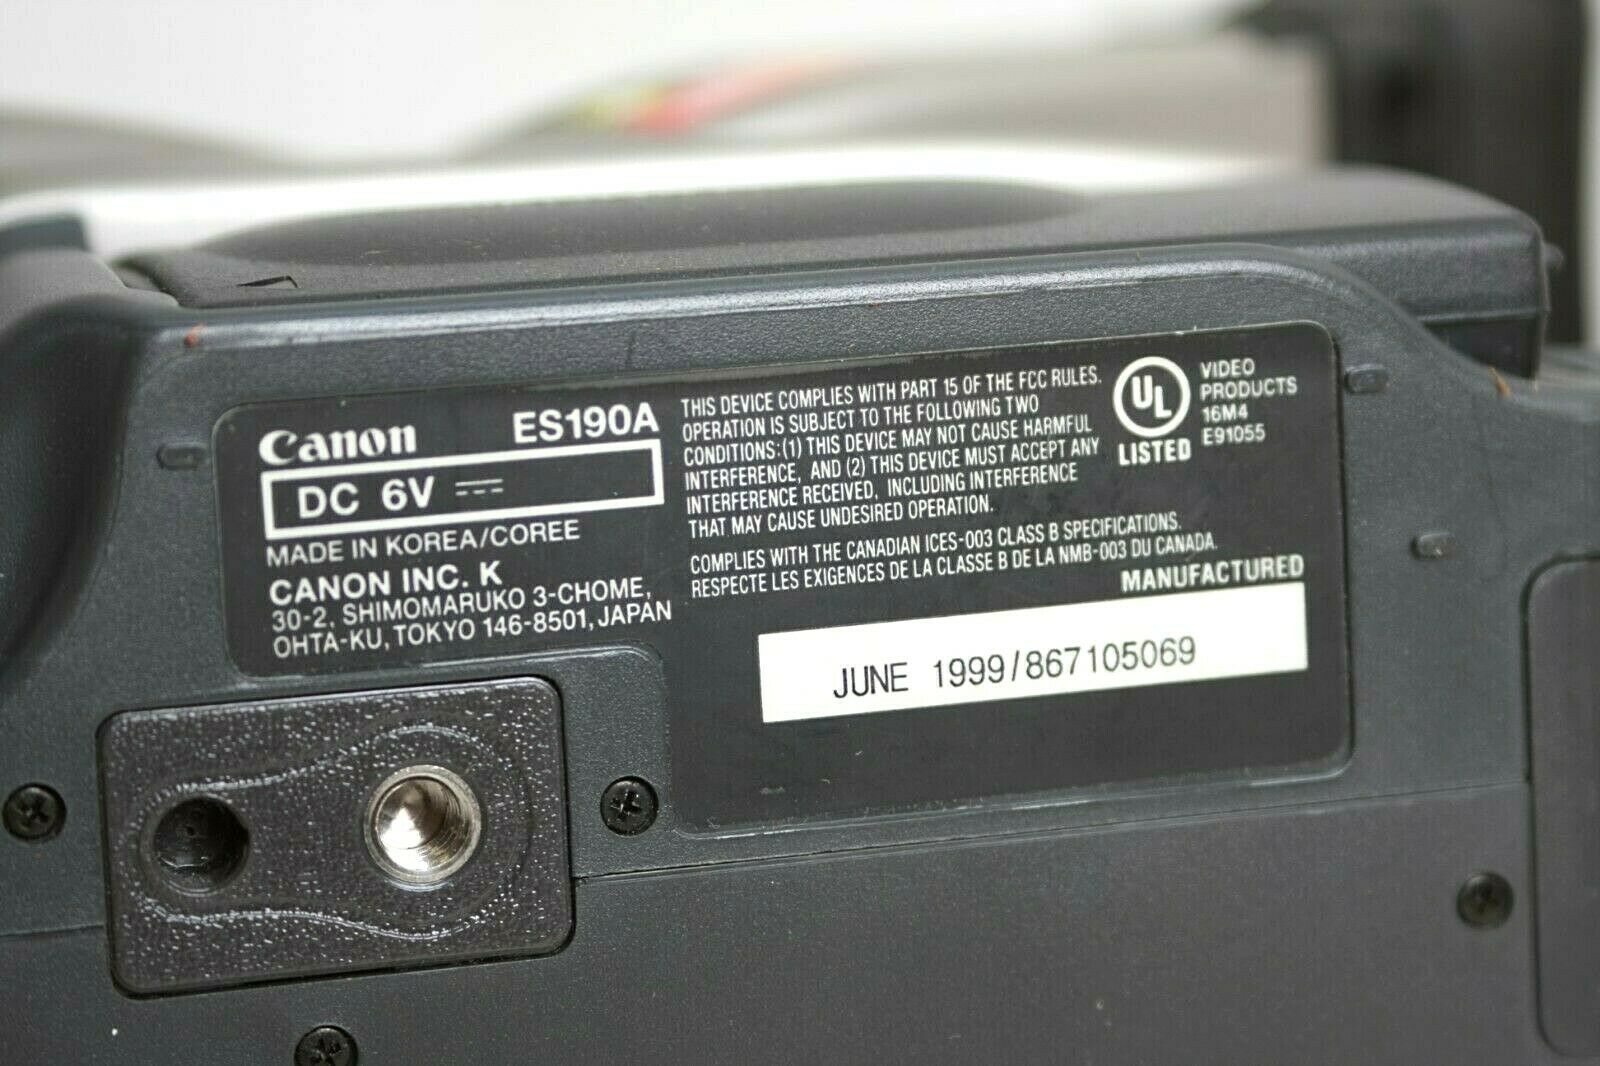 Canon ES190A
DC 6V
MADE IN KOREA/COREE
CANON INC. K
30-2, SHIMOMARUKO 3-CHOME,
OHTA-KU, TOKYO 146-8501, JAPAN
THIS DEVICE COMPLIES WITH PART 15 OF THE FCC RULES.
OPERATION IS SUBJECT TO THE FOLLOWING TWO
CONDITIONS:(1) THIS DEVICE MAY NOT CAUSE HARMFUL
INTERFERENCE, AND (2) THIS DEVICE MUST ACCEPT ANY
INTERFERENCE RECEIVED, INCLUDING INTERFERENCE
THAT MAY CAUSE UNDESIRED OPERATION.
COMPLIES WITH THE CANADIAN ICES-003 CLASS B SPECIFICATIONS.
RESPECTE LES EXIGENCES DE LA CLASSE B DE LA NMB-003 DU CANADA.
UL
LISTED
VIDEO
PRODUCTS
16M4
E91055
MANUFACTURED
JUNE 1999/867105069